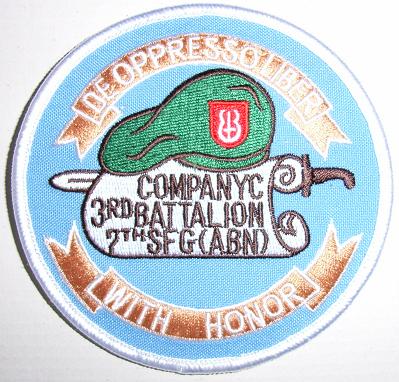 DE OPPRESSO LIBER
COMPANY C
3RD BATTALION
7TH SFG (ABN)
WITH HONOR